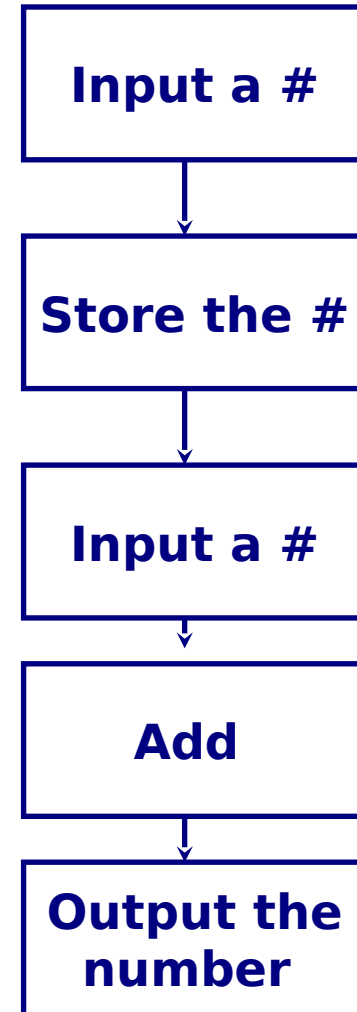 Input a #
Store the #
Input a #
Add
Output the
number